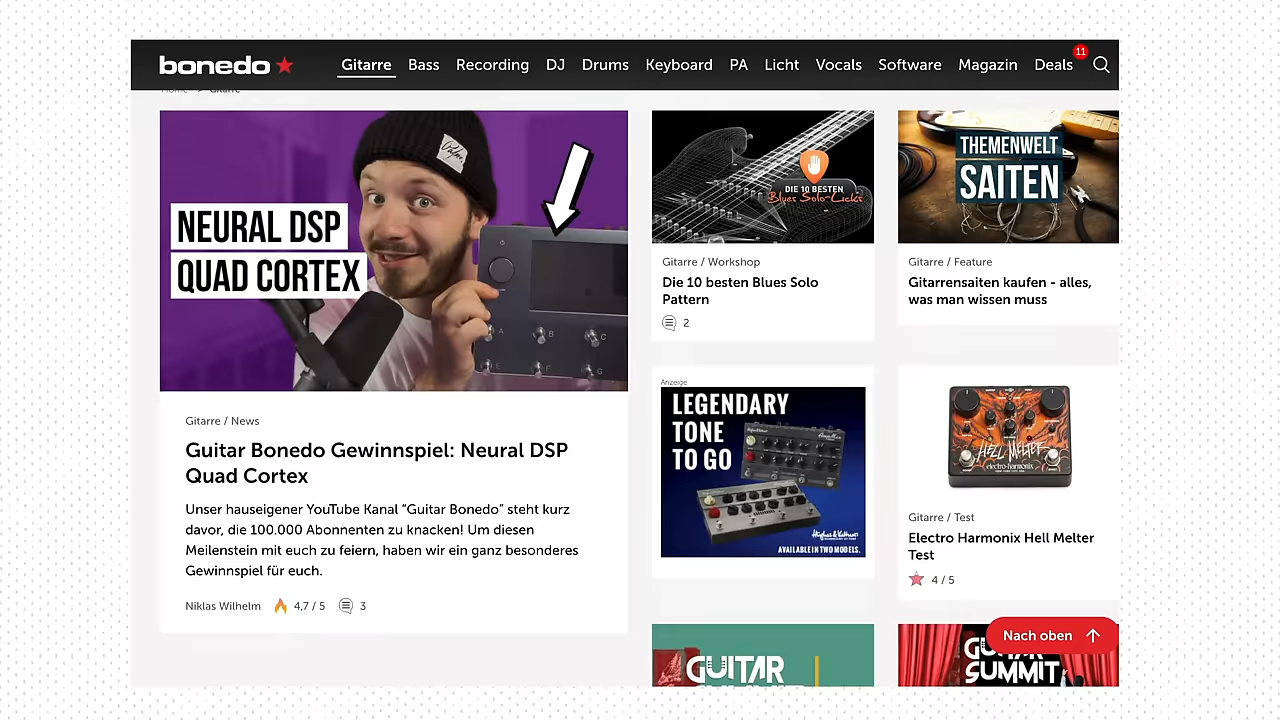 bonedo
Gitarre Bass Recording DJ Drums Keyboard PA Licht Vocals Software Magazin Deals 11
Home > Gitarre
NEURAL DSP
QUAD CORTEX
A B C
E F G
Gitarre / News
Guitar Bonedo Gewinnspiel: Neural DSP
Quad Cortex
Unser hauseigener YouTube Kanal “Guitar Bonedo” steht kurz
davor, die 100.000 Abonnenten zu knacken! Um diesen
Meilenstein mit euch zu feiern, haben wir ein ganz besonderes
Gewinnspiel für euch.
Niklas Wilhelm 4,7 / 5 3
DIE 10 BESTEN
Blues Solo-Licks
Gitarre / Workshop
Die 10 besten Blues Solo
Pattern
2
THEMENWELT
SAITEN
Gitarre / Feature
Gitarrensaiten kaufen - alles,
was man wissen muss
Anzeige
LEGENDARY
TONE
TO GO
Hughes & Kettner
AVAILABLE IN TWO MODELS.
HELL MELTER
electro-harmonix
Gitarre / Test
Electro Harmonix Hell Melter
Test
4 / 5
GUITAR
GUITAR
SUMMIT
Nach oben